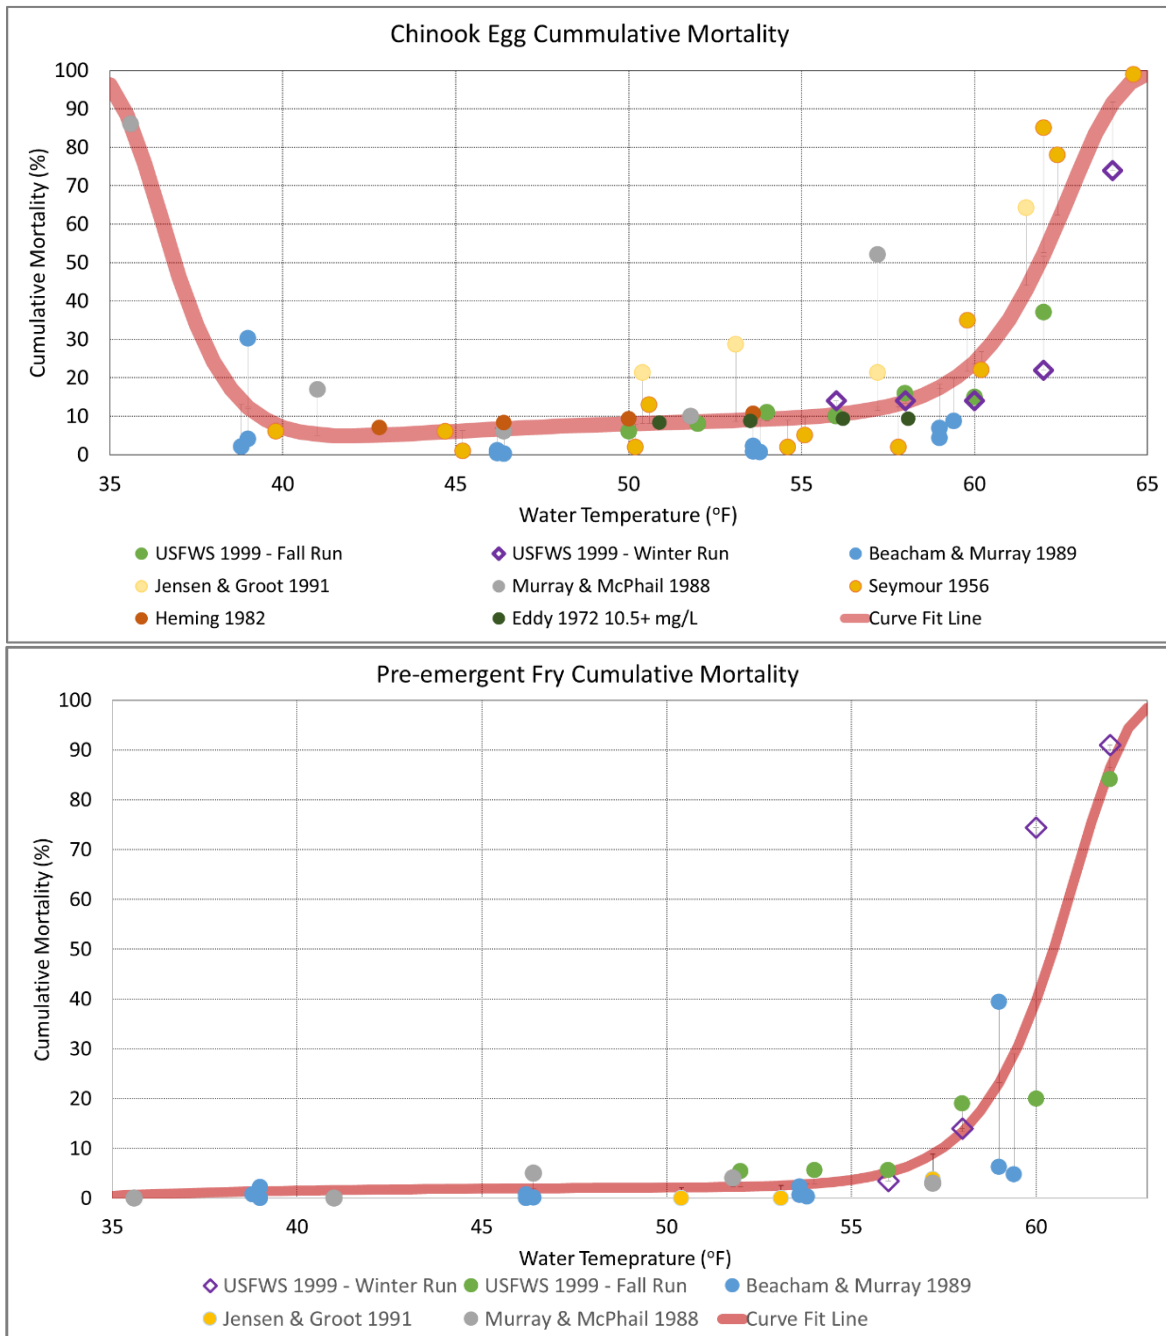 Chinook Egg Cummulative Mortality
100
90
80
70
60
50
40
30
20
10
0
Cumulative Mortality (%)
35 40 45 50 55 60 65
Water Temperature (°F)
USFWS 1999 - Fall Run USFWS 1999 - Winter Run Beacham & Murray 1989
Jensen & Groot 1991 Murray & McPhail 1988 Seymour 1956
Heming 1982 Eddy 1972 10.5+ mg/L Curve Fit Line
Pre-emergent Fry Cumulative Mortality
100
90
80
70
60
50
40
30
20
10
0
Cumulative Mortality (%)
35 40 45 50 55 60
Water Temeprature (°F)
USFWS 1999 - Winter Run USFWS 1999 - Fall Run Beacham & Murray 1989
Jensen & Groot 1991 Murray & McPhail 1988 Curve Fit Line